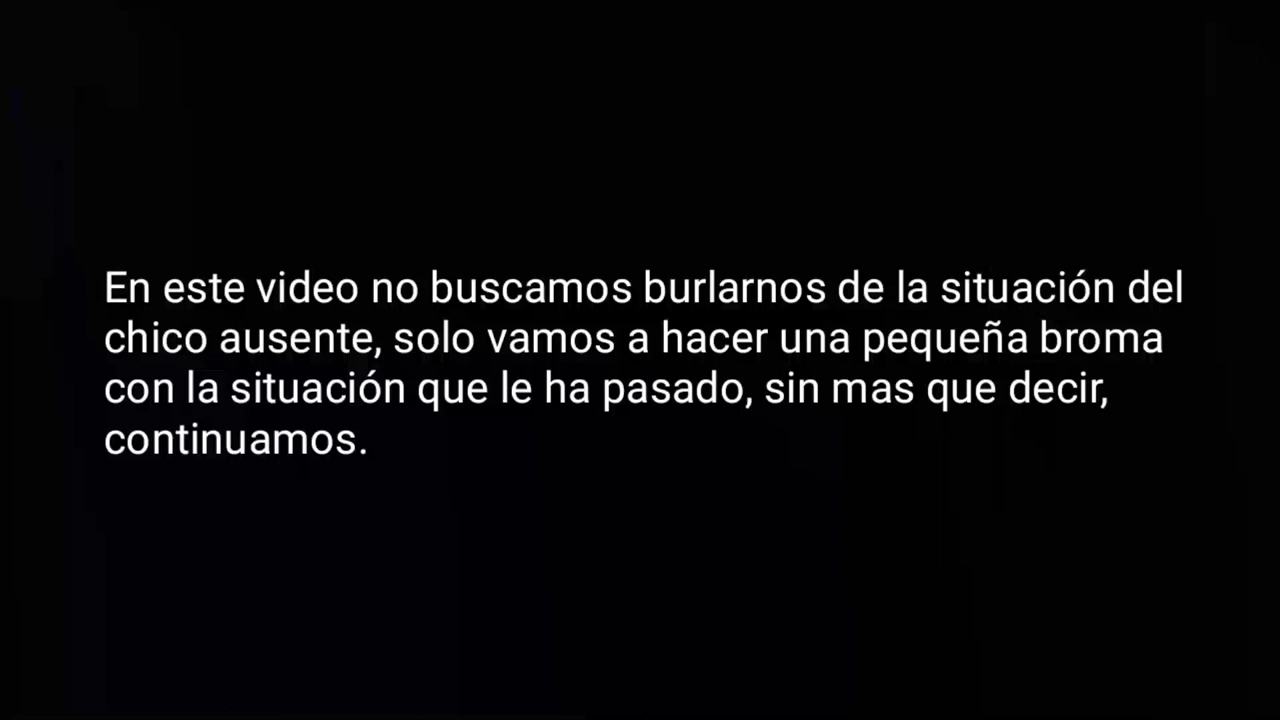 En este video no buscamos burlarnos de la situación del
chico ausente, solo vamos a hacer una pequeña broma
con la situación que le ha pasado, sin mas que decir,
continuamos.